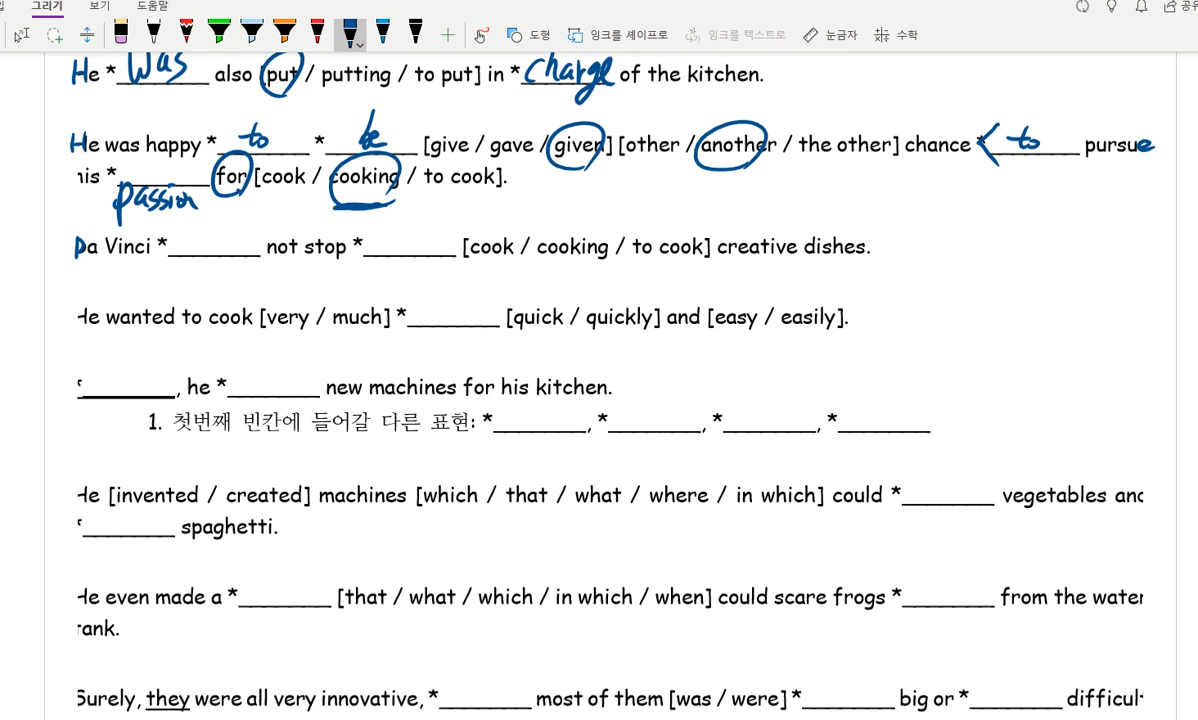 그리기 보기 도움말
도형 잉크를 셰이프로 잉크를 텍스트로 눈금자 수학
He *was also [put / putting / to put] in *charge of the kitchen.
He was happy *to *be [give / gave / given] [other / another / the other] chance *to pursue
his *passion for [cook / cooking / to cook].
Da Vinci *________ not stop *________ [cook / cooking / to cook] creative dishes.
He wanted to cook [very / much] *________ [quick / quickly] and [easy / easily].
*________, he *________ new machines for his kitchen.
1. 첫번째 빈칸에 들어갈 다른 표현: *________, *________, *________, *________
He [invented / created] machines [which / that / what / where / in which] could *________ vegetables and
*________ spaghetti.
He even made a *________ [that / what / which / in which / when] could scare frogs *________ from the water
tank.
Surely, they were all very innovative, *________ most of them [was / were] *________ big or *________ difficult